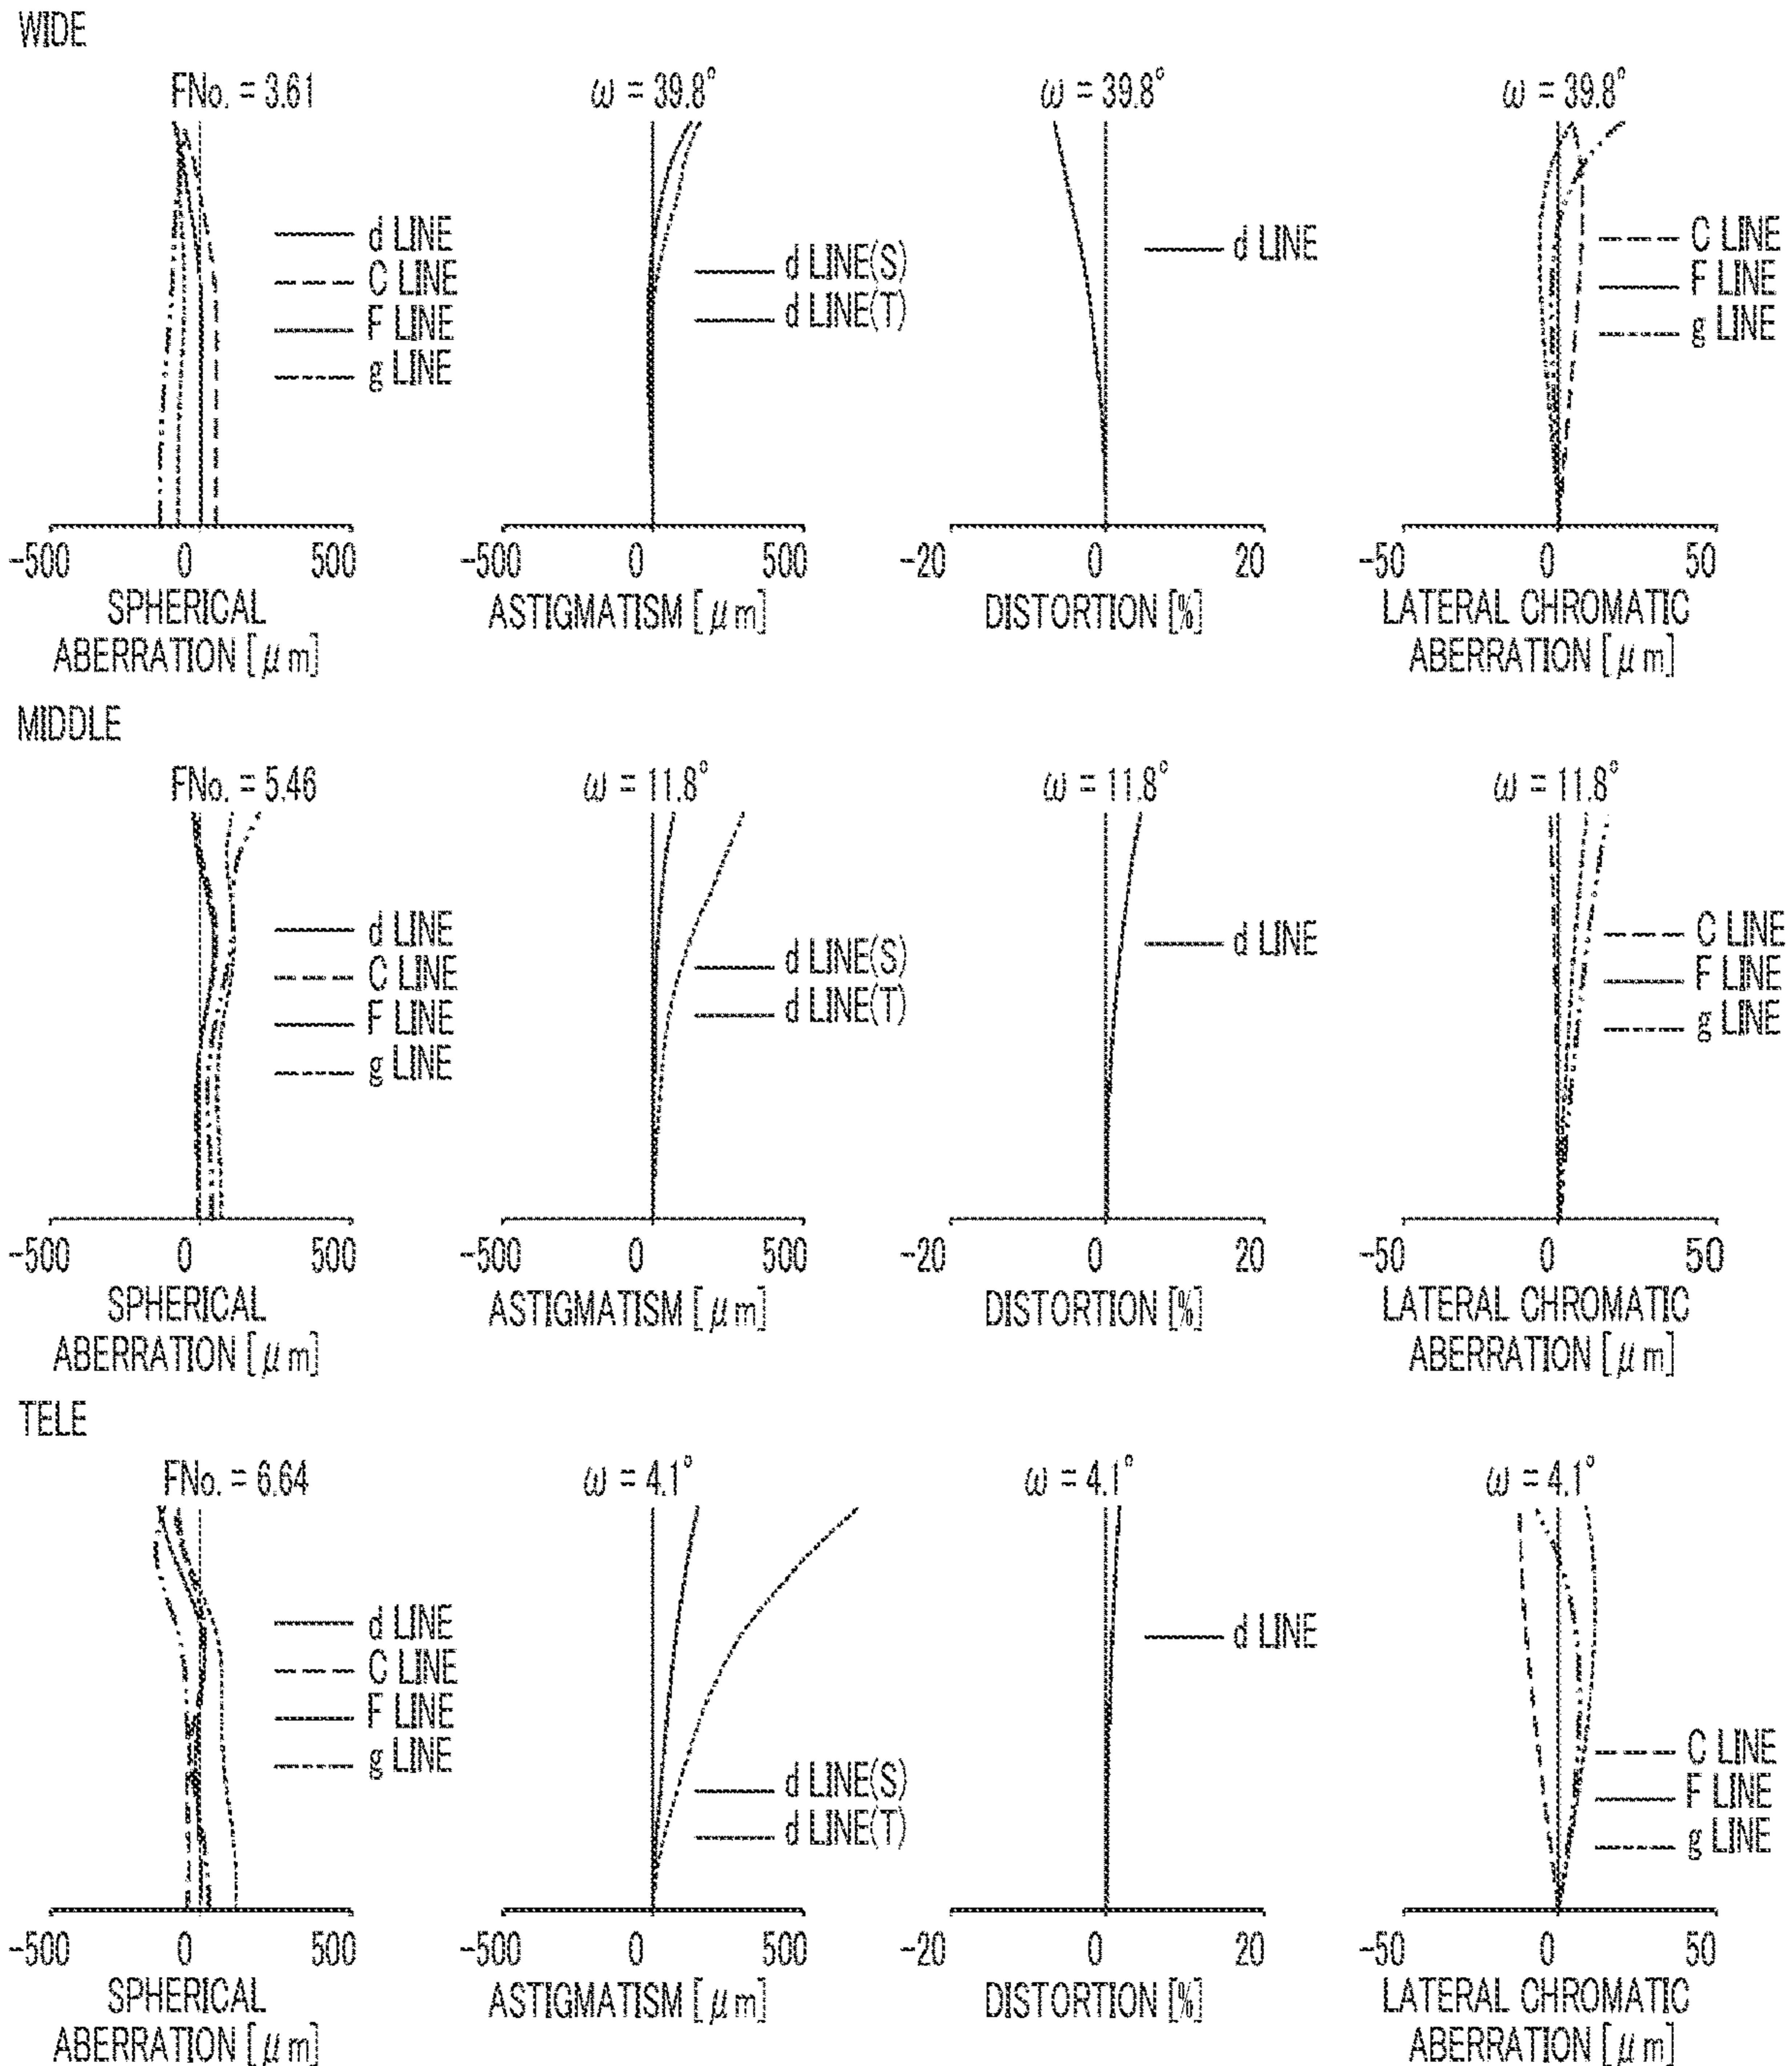 WIDE
FNo. = 3.61
d LINE
C LINE
F LINE
g LINE
-500 0 500
SPHERICAL
ABERRATION [μm]
ω = 39.8°
d LINE(S)
d LINE(T)
-500 0 500
ASTIGMATISM [μm]
ω = 39.8°
d LINE
-20 0 20
DISTORTION [%]
ω = 39.8°
C LINE
F LINE
g LINE
-50 0 50
LATERAL CHROMATIC
ABERRATION [μm]
MIDDLE
FNo. = 5.46
d LINE
C LINE
F LINE
g LINE
-500 0 500
SPHERICAL
ABERRATION [μm]
ω = 11.8°
d LINE(S)
d LINE(T)
-500 0 500
ASTIGMATISM [μm]
ω = 11.8°
d LINE
-20 0 20
DISTORTION [%]
ω = 11.8°
C LINE
F LINE
g LINE
-50 0 50
LATERAL CHROMATIC
ABERRATION [μm]
TELE
FNo. = 6.64
d LINE
C LINE
F LINE
g LINE
-500 0 500
SPHERICAL
ABERRATION [μm]
ω = 4.1°
d LINE(S)
d LINE(T)
-500 0 500
ASTIGMATISM [μm]
ω = 4.1°
d LINE
-20 0 20
DISTORTION [%]
ω = 4.1°
C LINE
F LINE
g LINE
-50 0 50
LATERAL CHROMATIC
ABERRATION [μm]